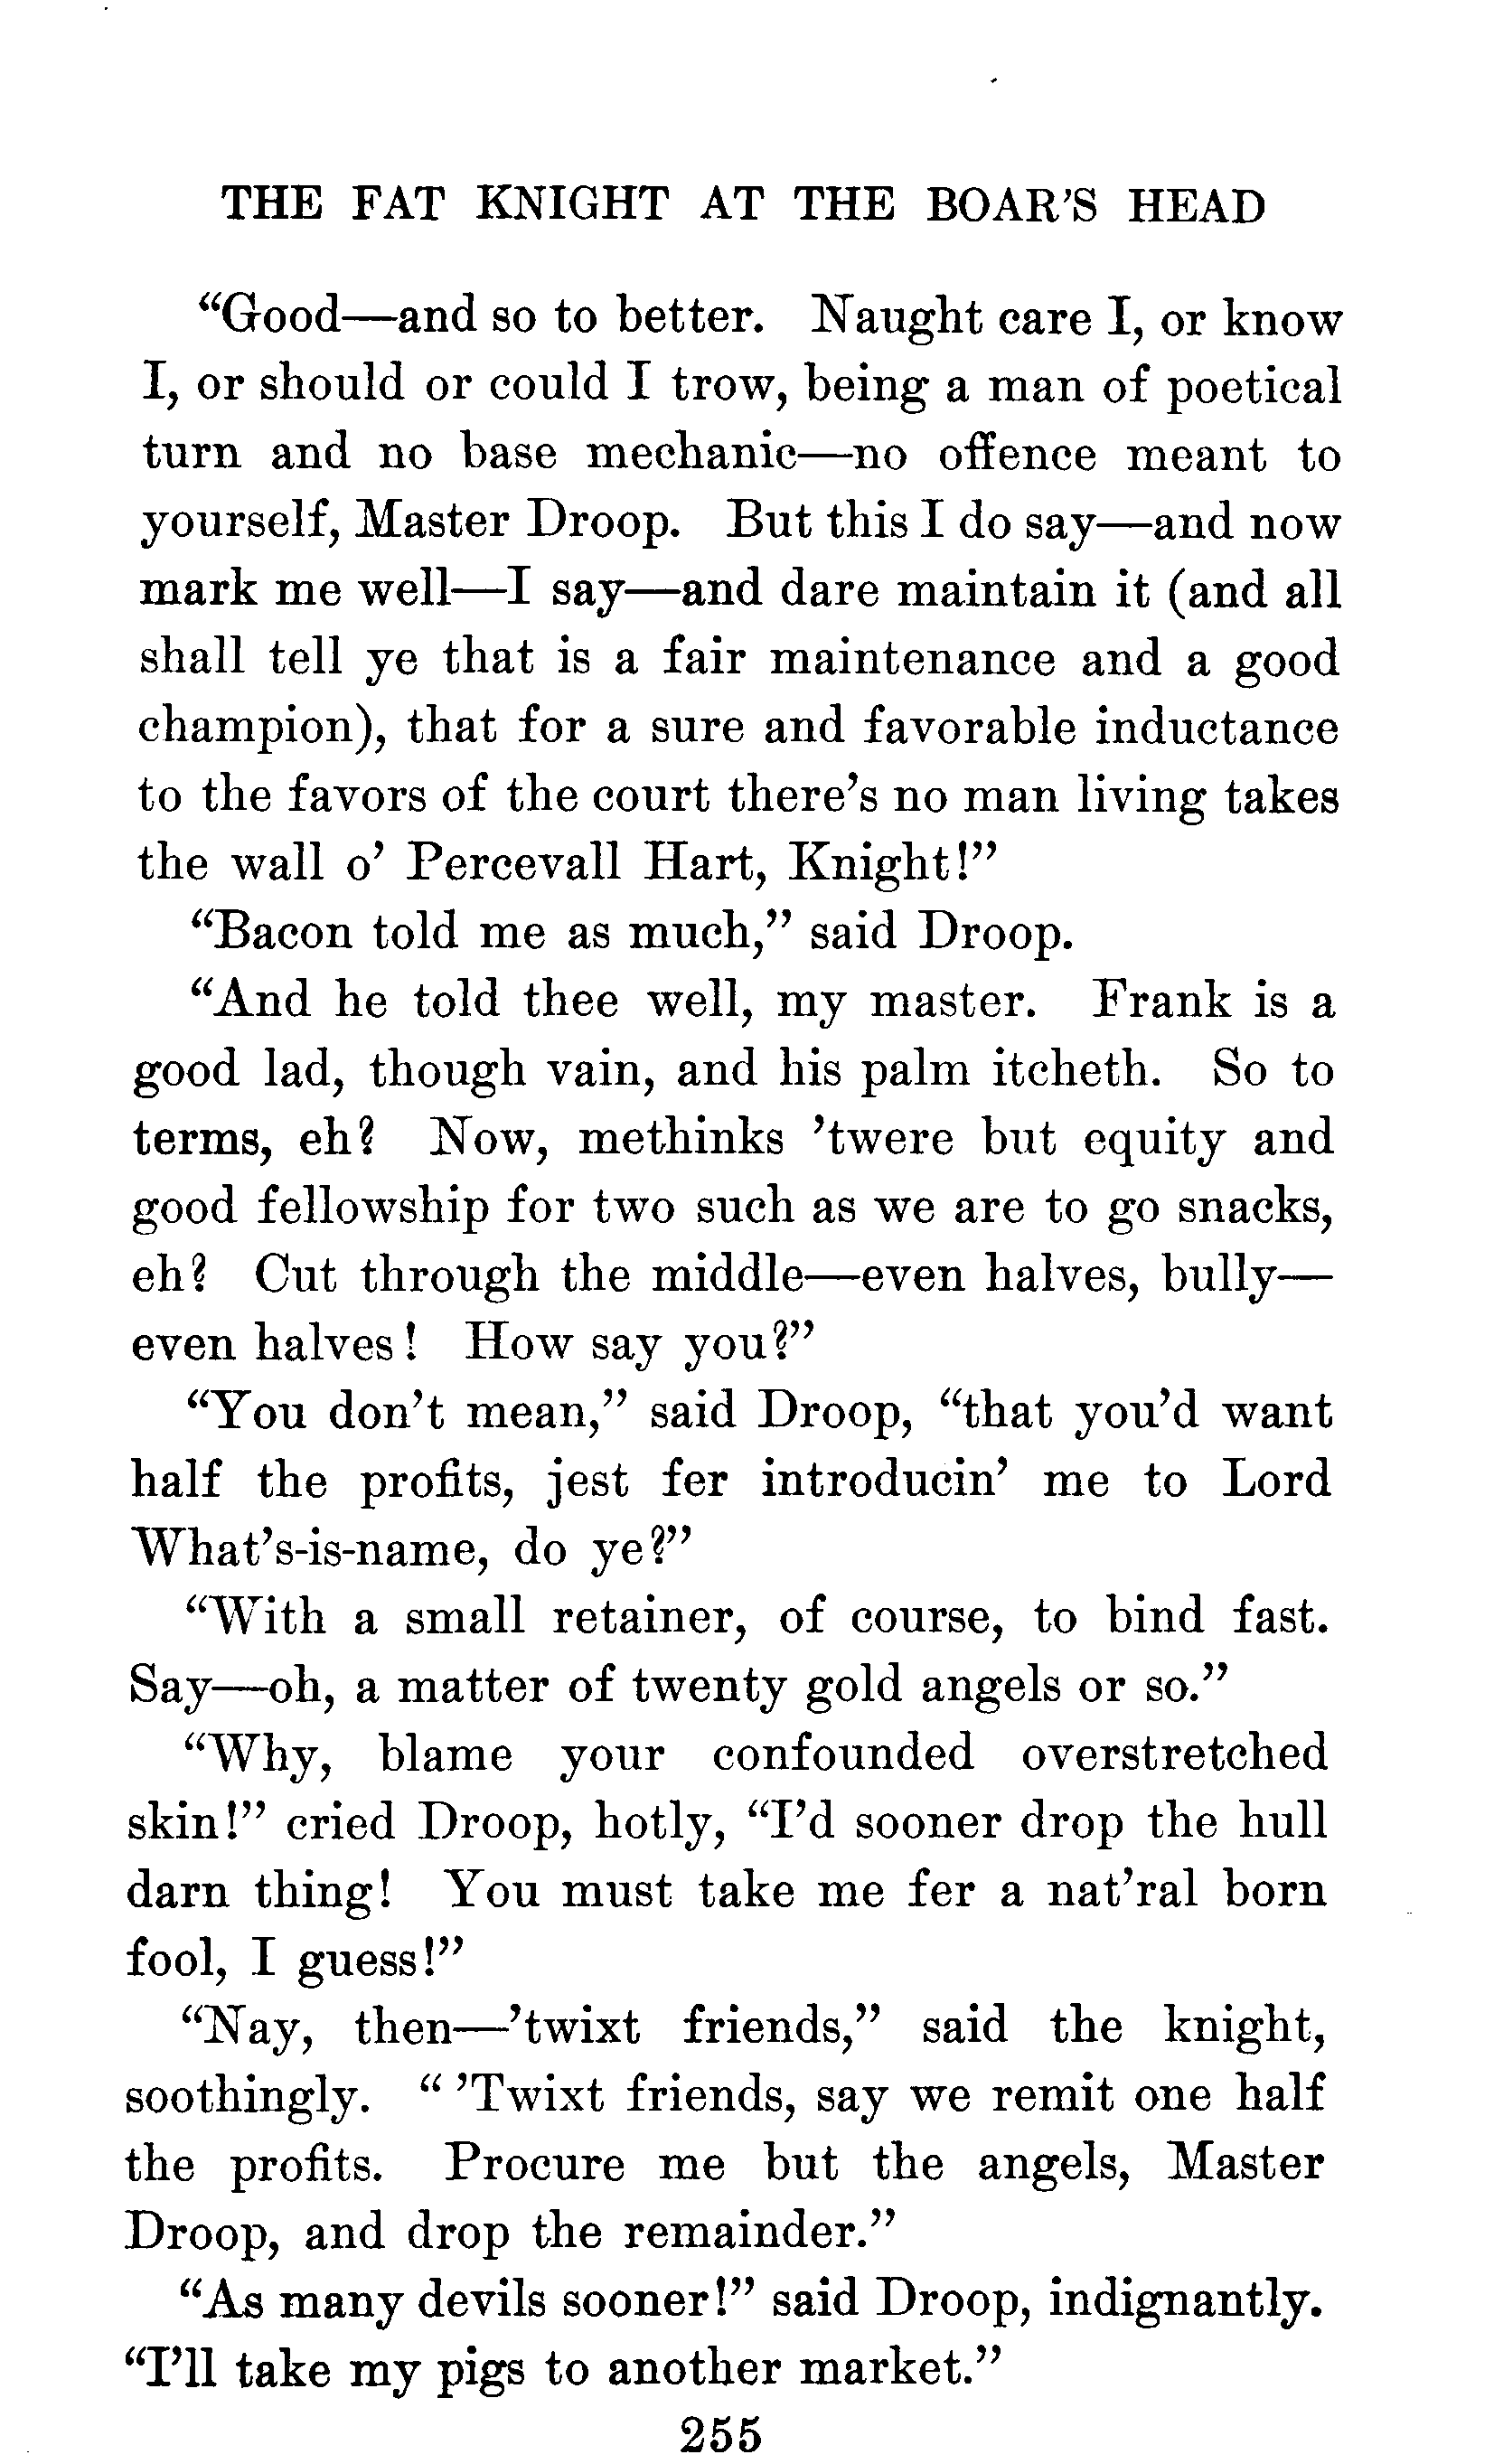 THE FAT KNIGHT AT THE BOAR'S HEAD
“Good—and so to better. Naught care I, or know
I, or should or could I trow, being a man of poetical
turn and no base mechanic—no offence meant to
yourself, Master Droop. But this I do say—and now
mark me well—I say—and dare maintain it (and all
shall tell ye that is a fair maintenance and a good
champion), that for a sure and favorable inductance
to the favors of the court there’s no man living takes
the wall o’ Percevall Hart, Knight!”
“Bacon told me as much,” said Droop.
“And he told thee well, my master. Frank is a
good lad, though vain, and his palm itcheth. So to
terms, eh? Now, methinks ’twere but equity and
good fellowship for two such as we are to go snacks,
eh? Cut through the middle—even halves, bully—
even halves! How say you?”
“You don’t mean,” said Droop, “that you’d want
half the profits, jest fer introducin’ me to Lord
What’s-is-name, do ye?”
“With a small retainer, of course, to bind fast.
Say—oh, a matter of twenty gold angels or so.”
“Why, blame your confounded overstretched
skin!” cried Droop, hotly, “I’d sooner drop the hull
darn thing! You must take me fer a nat’ral born
fool, I guess!”
“Nay, then—’twixt friends,” said the knight,
soothingly. “ ’Twixt friends, say we remit one half
the profits. Procure me but the angels, Master
Droop, and drop the remainder.”
“As many devils sooner!” said Droop, indignantly.
“I’ll take my pigs to another market.”
255